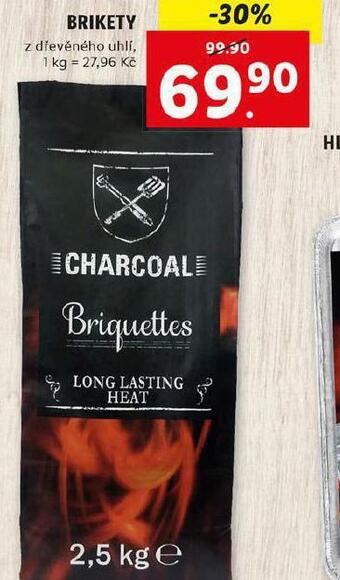 BRIKETY
z dřevěného uhlí,
1 kg = 27,96 Kč
-30%
99.90
69.90
CHARCOAL
Briquettes
LONG LASTING
HEAT
2,5 kg ℮